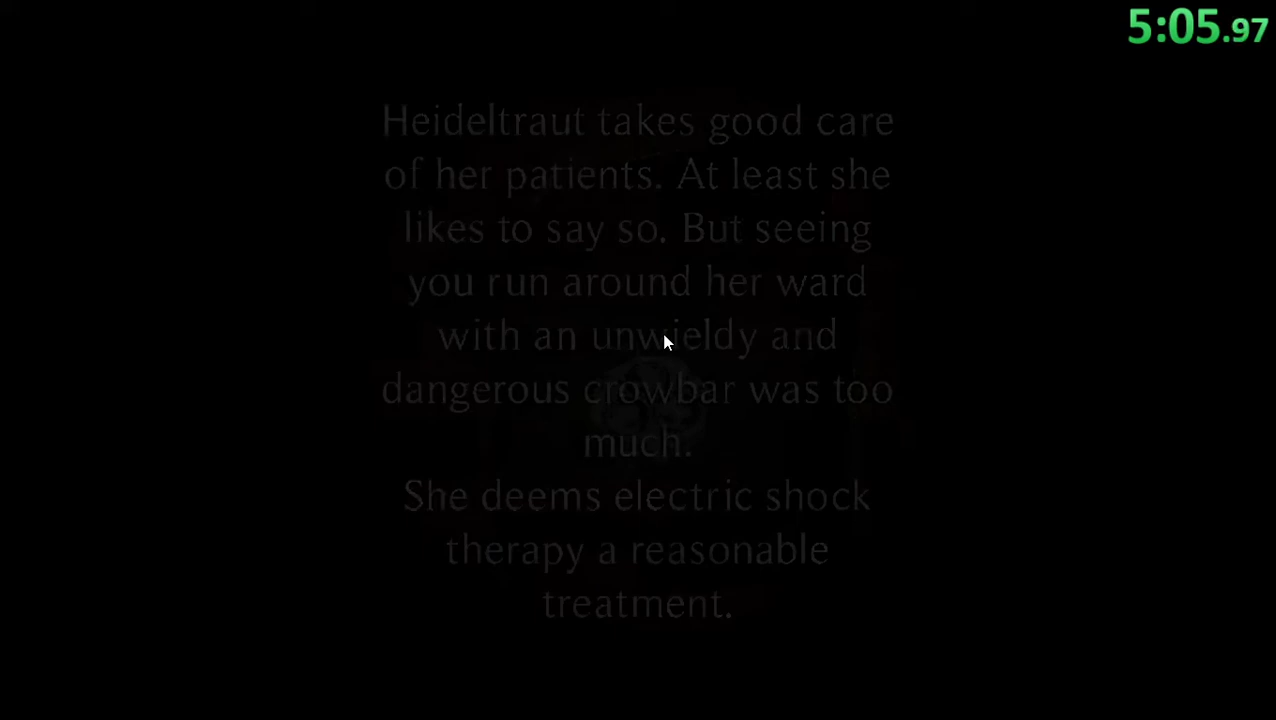 5:05.97
Heideltraut takes good care
of her patients. At least she
likes to say so. But seeing
you run around her ward
with an unwieldy and
dangerous crowbar was too
much.
She deems electric shock
therapy a reasonable
treatment.